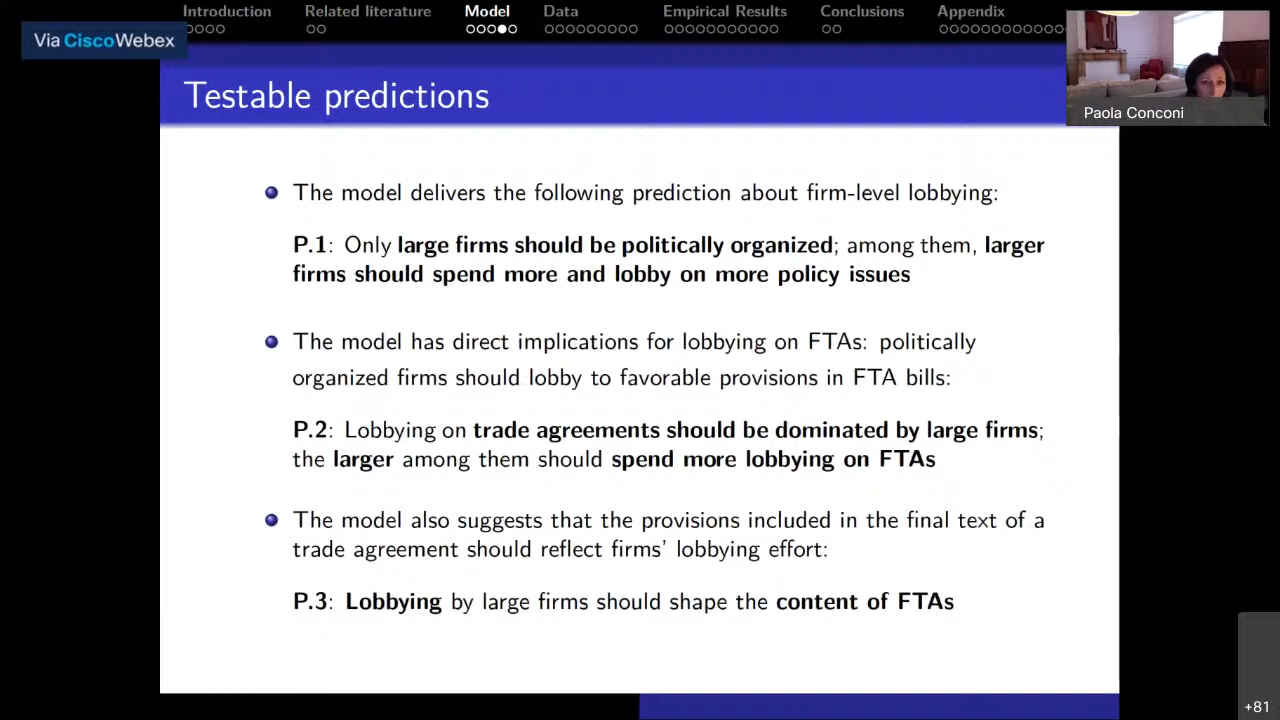 Introduction
Related literature
Model
Data
Empirical Results
Conclusions
Appendix
Via Cisco Webex
Paola Conconi
Testable predictions
The model delivers the following prediction about firm-level lobbying:
P.1: Only large firms should be politically organized; among them, larger
firms should spend more and lobby on more policy issues
The model has direct implications for lobbying on FTAs: politically
organized firms should lobby to favorable provisions in FTA bills:
P.2: Lobbying on trade agreements should be dominated by large firms;
the larger among them should spend more lobbying on FTAs
The model also suggests that the provisions included in the final text of a
trade agreement should reflect firms' lobbying effort:
P.3: Lobbying by large firms should shape the content of FTAs
+81